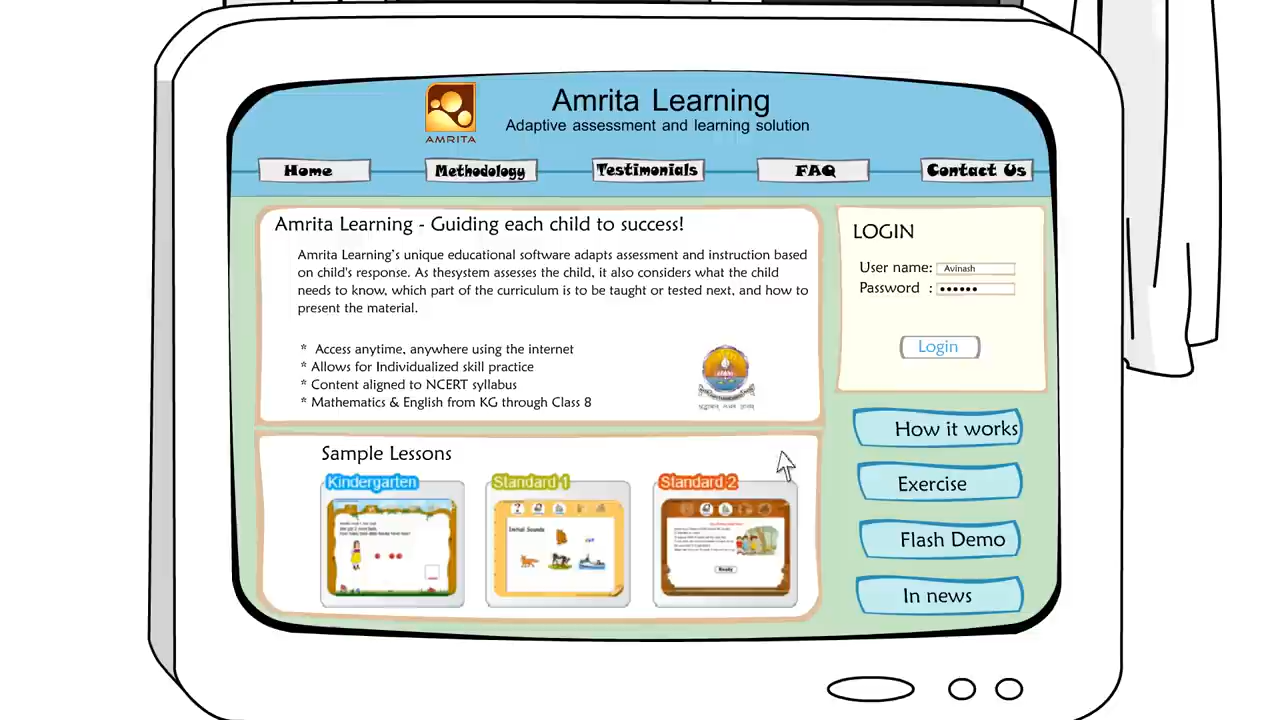 Amrita Learning
Adaptive assessment and learning solution
AMRITA
Home
Methodology
Testimonials
FAQ
Contact Us
Amrita Learning - Guiding each child to success!
Amrita Learning's unique educational software adapts assessment and instruction based
on child's response. As thesystem assesses the child, it also considers what the child
needs to know, which part of the curriculum is to be taught or tested next, and how to
present the material.
* Access anytime, anywhere using the internet
* Allows for Individualized skill practice
* Content aligned to NCERT syllabus
* Mathematics & English from KG through Class 8
LOGIN
User name: Avinash
Password : ••••••
Login
How it works
Exercise
Flash Demo
In news
Sample Lessons
Kindergarten
Standard 1
Standard 2
Initial Sounds
Ready